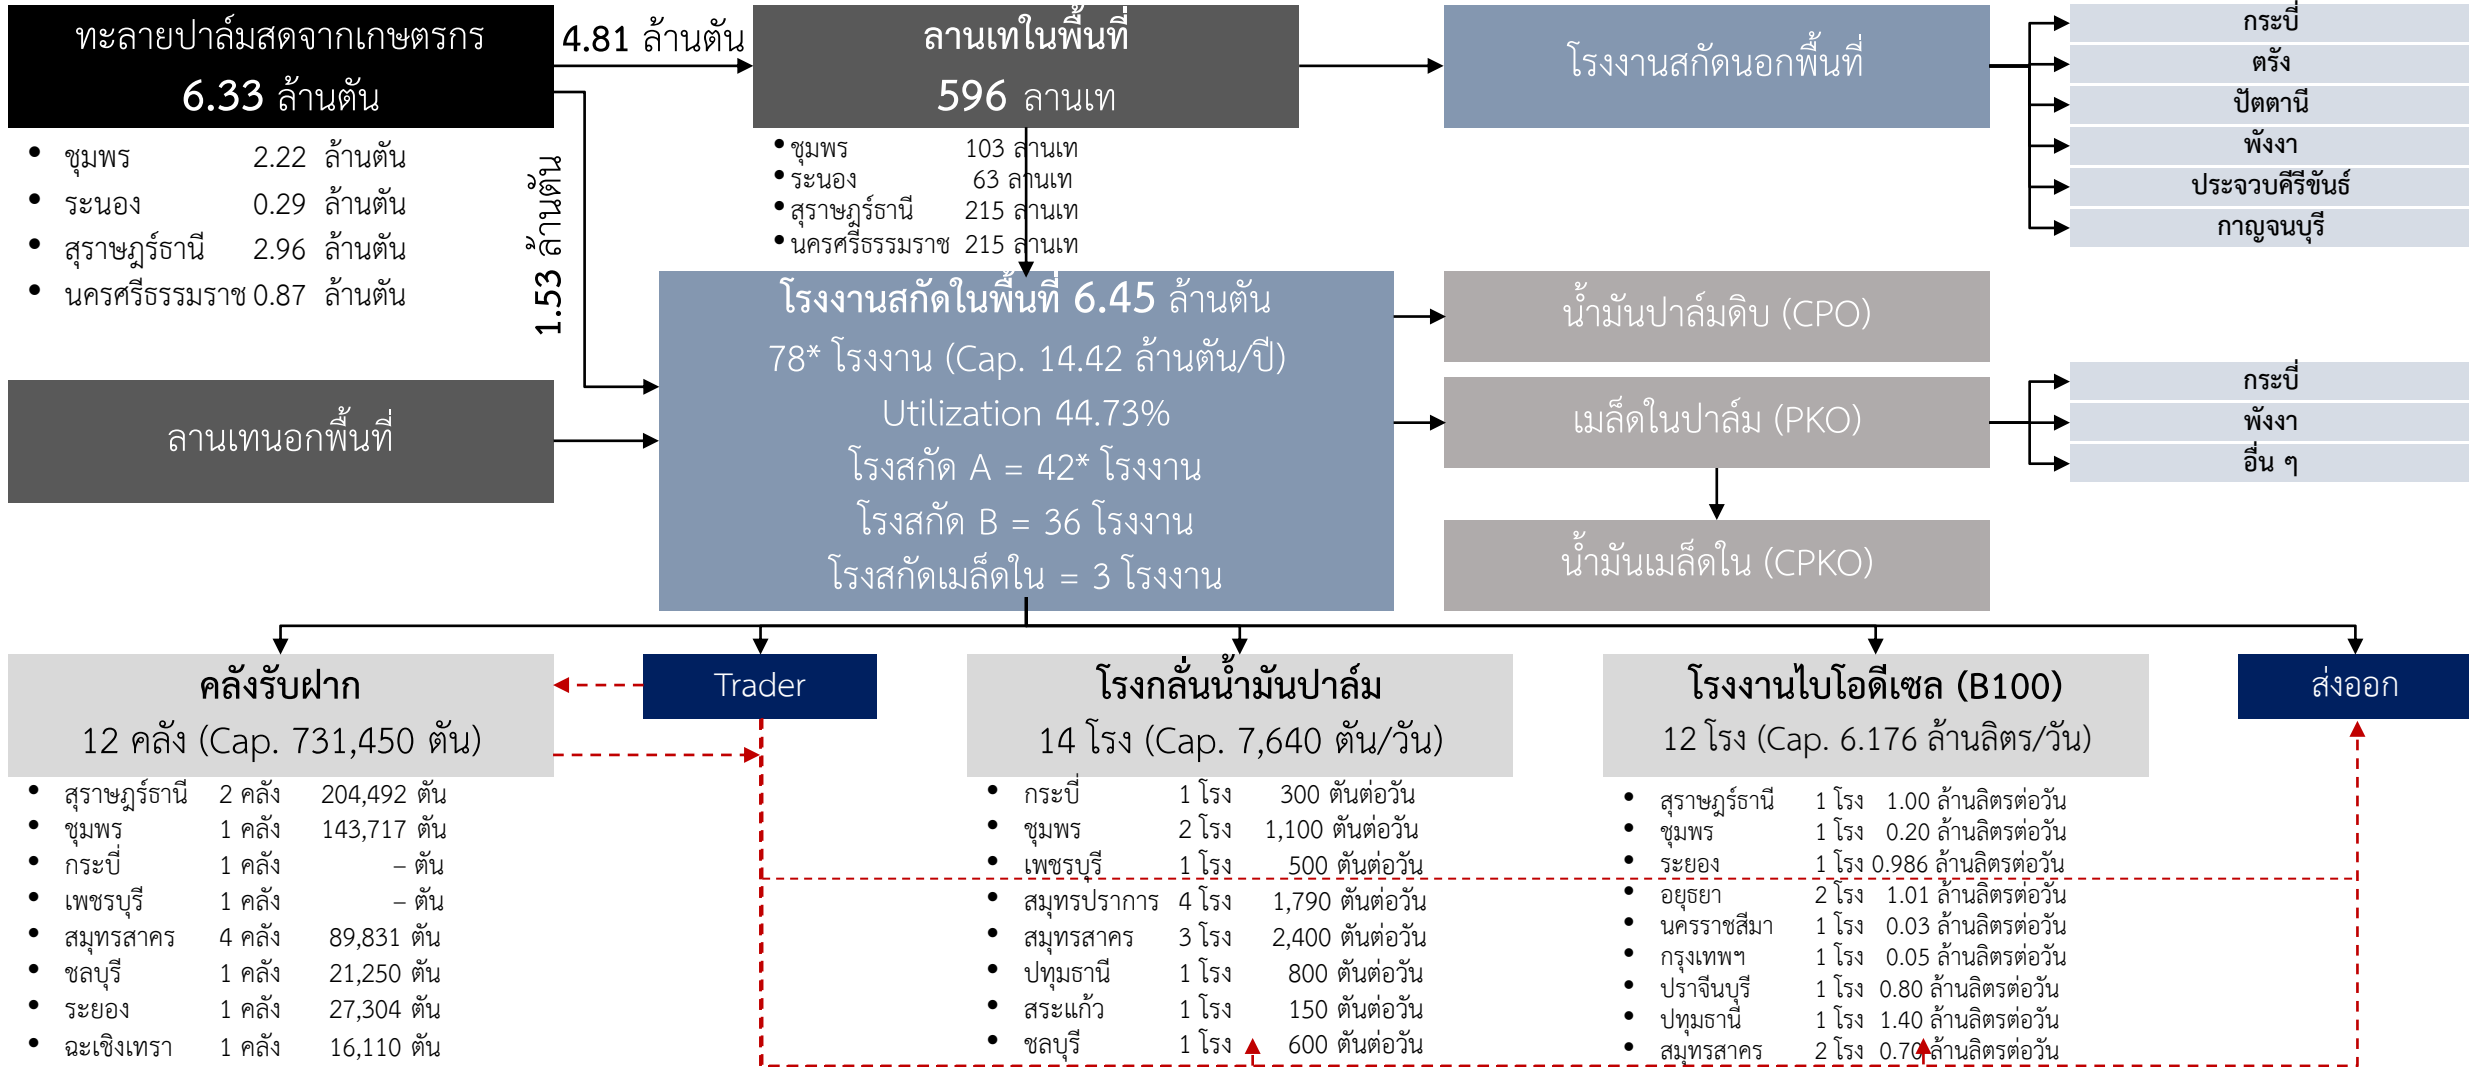 ทะลายปาล์มสดจากเกษตรกร
6.33 ล้านตัน
• ชุมพร 2.22 ล้านตัน
• ระนอง 0.29 ล้านตัน
• สุราษฎร์ธานี 2.96 ล้านตัน
• นครศรีธรรมราช 0.87 ล้านตัน
4.81 ล้านตัน
1.53 ล้านตัน
ลานเทในพื้นที่
596 ลานเท
• ชุมพร 103 ลานเท
• ระนอง 63 ลานเท
• สุราษฎร์ธานี 215 ลานเท
• นครศรีธรรมราช 215 ลานเท
โรงงานสกัดนอกพื้นที่
กระบี่
ตรัง
ปัตตานี
พังงา
ประจวบคีรีขันธ์
กาญจนบุรี
ลานเทนอกพื้นที่
โรงงานสกัดในพื้นที่ 6.45 ล้านตัน
78* โรงงาน (Cap. 14.42 ล้านตัน/ปี)
Utilization 44.73%
โรงสกัด A = 42* โรงงาน
โรงสกัด B = 36 โรงงาน
โรงสกัดเมล็ดใน = 3 โรงงาน
น้ำมันปาล์มดิบ (CPO)
เมล็ดในปาล์ม (PKO)
น้ำมันเมล็ดใน (CPKO)
กระบี่
พังงา
อื่น ๆ
คลังรับฝาก
12 คลัง (Cap. 731,450 ตัน)
• สุราษฎร์ธานี 2 คลัง 204,492 ตัน
• ชุมพร 1 คลัง 143,717 ตัน
• กระบี่ 1 คลัง – ตัน
• เพชรบุรี 1 คลัง – ตัน
• สมุทรสาคร 4 คลัง 89,831 ตัน
• ชลบุรี 1 คลัง 21,250 ตัน
• ระยอง 1 คลัง 27,304 ตัน
• ฉะเชิงเทรา 1 คลัง 16,110 ตัน
Trader
โรงกลั่นน้ำมันปาล์ม
14 โรง (Cap. 7,640 ตัน/วัน)
• กระบี่ 1 โรง 300 ตันต่อวัน
• ชุมพร 2 โรง 1,100 ตันต่อวัน
• เพชรบุรี 1 โรง 500 ตันต่อวัน
• สมุทรปราการ 4 โรง 1,790 ตันต่อวัน
• สมุทรสาคร 3 โรง 2,400 ตันต่อวัน
• ปทุมธานี 1 โรง 800 ตันต่อวัน
• สระแก้ว 1 โรง 150 ตันต่อวัน
• ชลบุรี 1 โรง 600 ตันต่อวัน
โรงงานไบโอดีเซล (B100)
12 โรง (Cap. 6.176 ล้านลิตร/วัน)
• สุราษฎร์ธานี 1 โรง 1.00 ล้านลิตรต่อวัน
• ชุมพร 1 โรง 0.20 ล้านลิตรต่อวัน
• ระยอง 1 โรง 0.986 ล้านลิตรต่อวัน
• อยุธยา 2 โรง 1.01 ล้านลิตรต่อวัน
• นครราชสีมา 1 โรง 0.03 ล้านลิตรต่อวัน
• กรุงเทพฯ 1 โรง 0.05 ล้านลิตรต่อวัน
• ปราจีนบุรี 1 โรง 0.80 ล้านลิตรต่อวัน
• ปทุมธานี 1 โรง 1.40 ล้านลิตรต่อวัน
• สมุทรสาคร 2 โรง 0.70 ล้านลิตรต่อวัน
ส่งออก